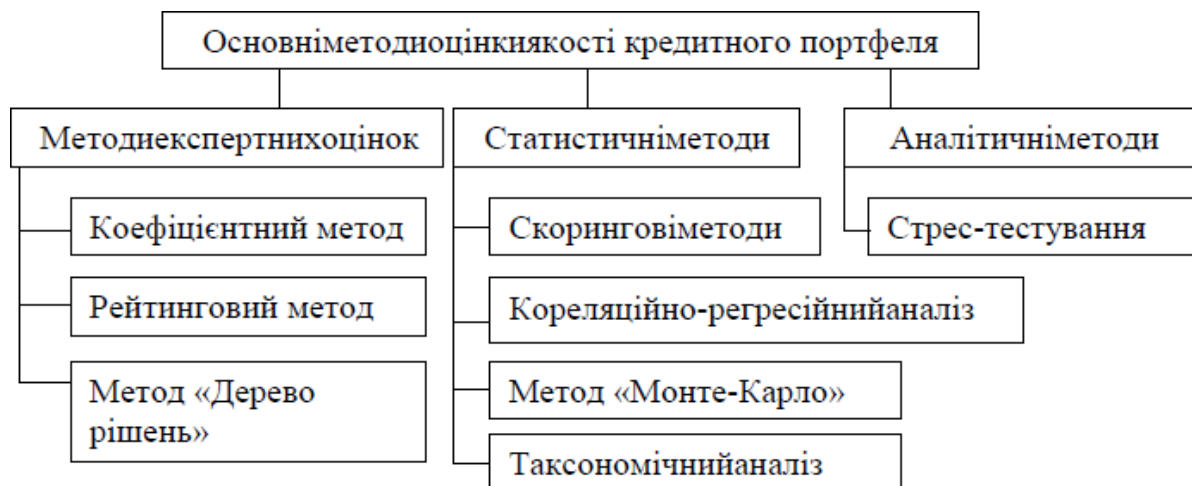 Основніметодиоцінкиякості кредитного портфеля
Методиекспертнихоцінок
Коефіцієнтний метод
Рейтинговий метод
Метод «Дерево
рішень»
Статистичніметоди
Скоринговіметоди
Кореляційно-регресійнийаналіз
Метод «Монте-Карло»
Таксономічнийаналіз
Аналітичніметоди
Стрес-тестування